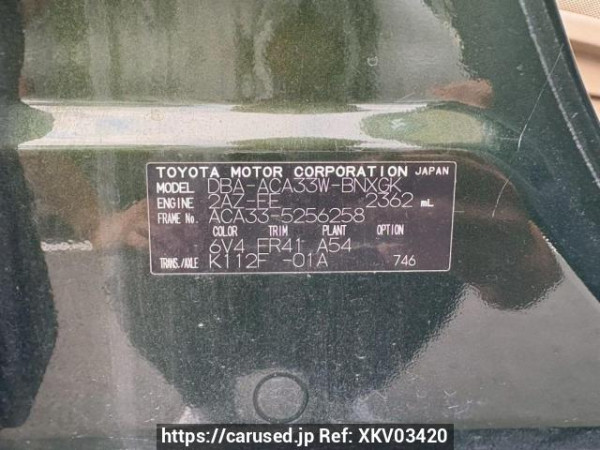 TOYOTA MOTOR CORPORATION JAPAN
MODEL DBA-ACA33W-BNXGK
ENGINE 2AZ-FE 2362 mL
FRAME No. ACA33-5256258
COLOR TRIM PLANT OPTION
6V4 FR41 A54
TRANS./AXLE K112F -01A 746
https://carused.jp Ref: XKV03420